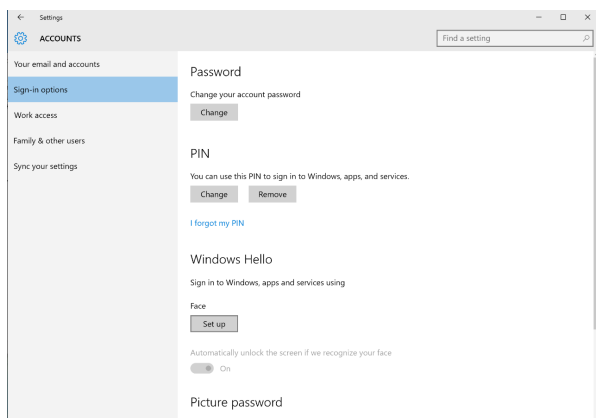 Settings
ACCOUNTS
Find a setting
Your email and accounts
Sign-in options
Work access
Family & other users
Sync your settings
Password
Change your account password
Change
PIN
You can use this PIN to sign in to Windows, apps, and services.
Change Remove
I forgot my PIN
Windows Hello
Sign in to Windows, apps and services using
Face
Set up
Automatically unlock the screen if we recognize your face
On
Picture password